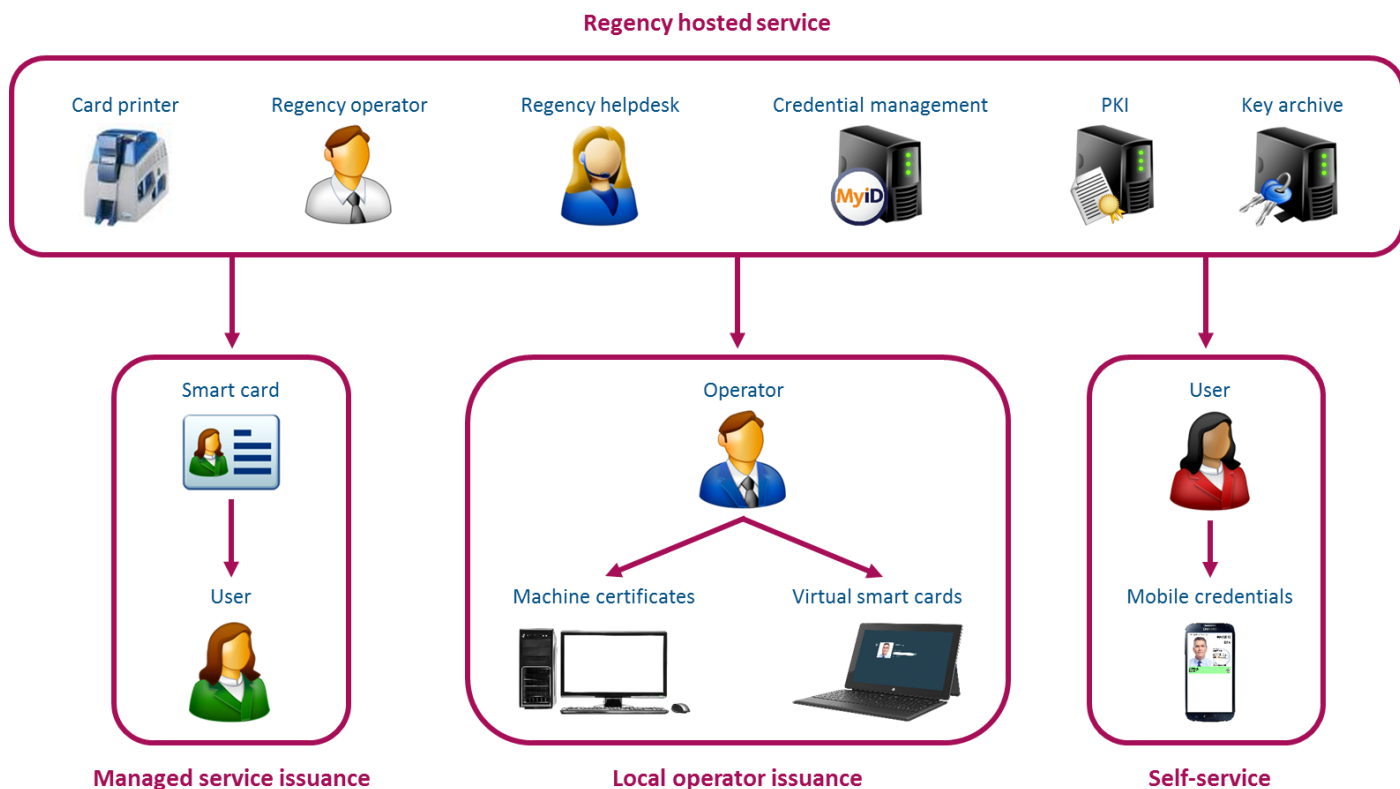 Regency hosted service
Card printer
Regency operator
Regency helpdesk
Credential management
PKI
Key archive
MyiD
Smart card
Operator
User
User
Machine certificates
Virtual smart cards
Mobile credentials
Managed service issuance
Local operator issuance
Self-service